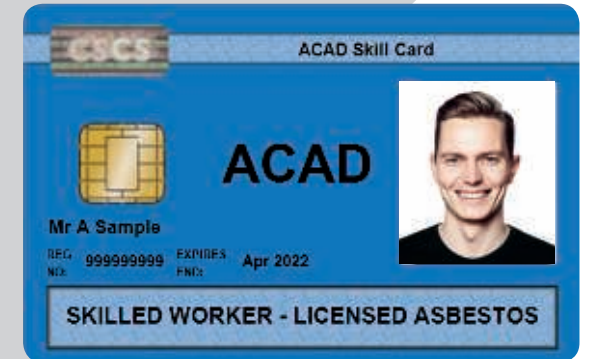 CSCS
ACAD Skill Card
ACAD
Mr A Sample
REG. NO: 999999999 EXPIRES END: Apr 2022
SKILLED WORKER - LICENSED ASBESTOS